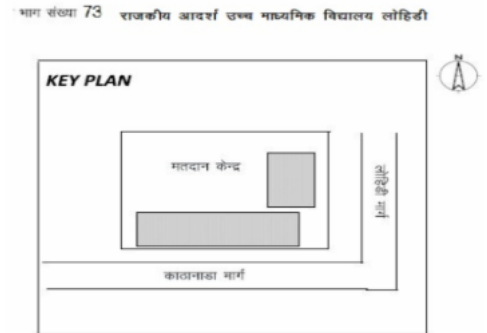 भाग संख्या 73 राजकीय आदर्श उच्च माध्यमिक विद्यालय लोहिडी
N
KEY PLAN
मतदान केन्द्र
लोहिडी मार्ग
काठानाडा मार्ग